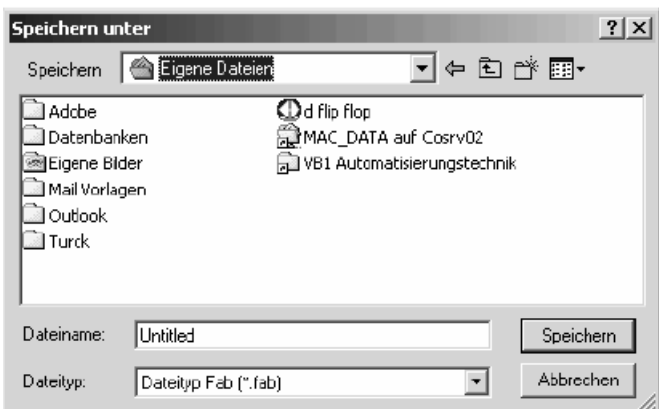 Speichern unter
Speichern Eigene Dateien
Adobe
Datenbanken
Eigene Bilder
Mail Vorlagen
Outlook
Turck
d flip flop
MAC_DATA auf Cosrv02
VB1 Automatisierungstechnik
Dateiname: Untitled Speichern
Dateityp: Dateityp Fab (*.fab) Abbrechen